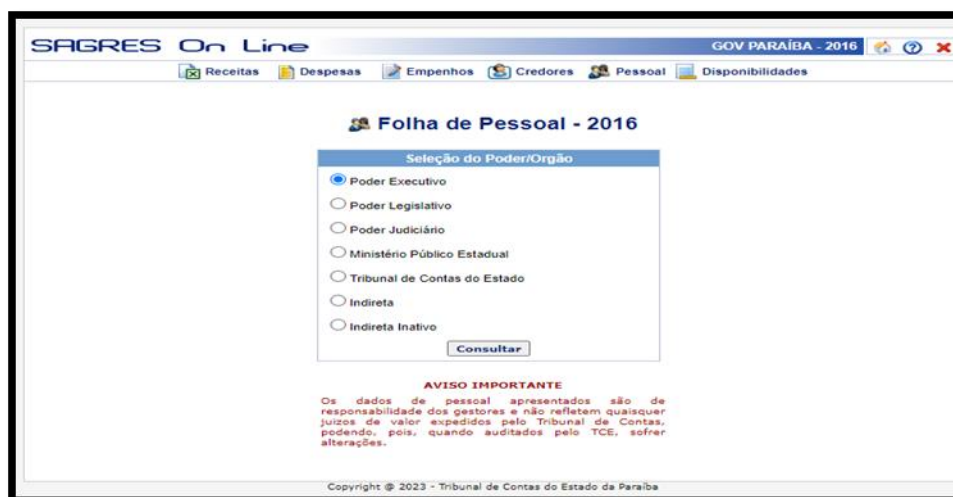 SAGRES On Line
GOV PARAÍBA - 2016
Receitas Despesas Empenhos Credores Pessoal Disponibilidades
Folha de Pessoal - 2016
Seleção do Poder/Orgão
Poder Executivo
Poder Legislativo
Poder Judiciário
Ministério Público Estadual
Tribunal de Contas do Estado
Indireta
Indireta Inativo
Consultar
AVISO IMPORTANTE
Os dados de pessoal apresentados são de
responsabilidade dos gestores e não refletem quaisquer
juizos de valor expedidos pelo Tribunal de Contas,
podendo, pois, quando auditados pelo TCE, sofrer
alterações.
Copyright @ 2023 - Tribunal de Contas do Estado da Paraíba